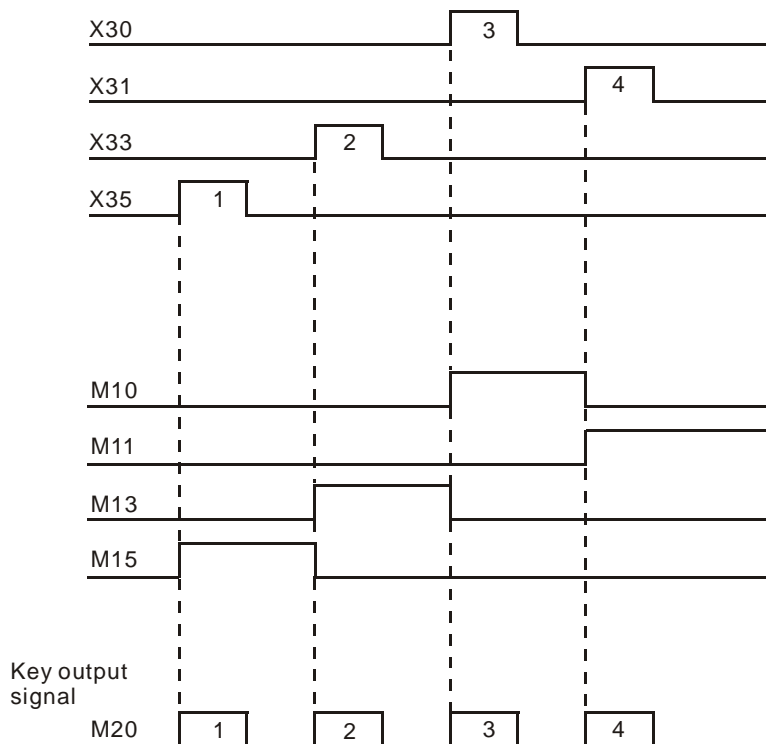 X30 3
X31 4
X33 2
X35 1
M10
M11
M13
M15
Key output
signal
M20 1 2 3 4